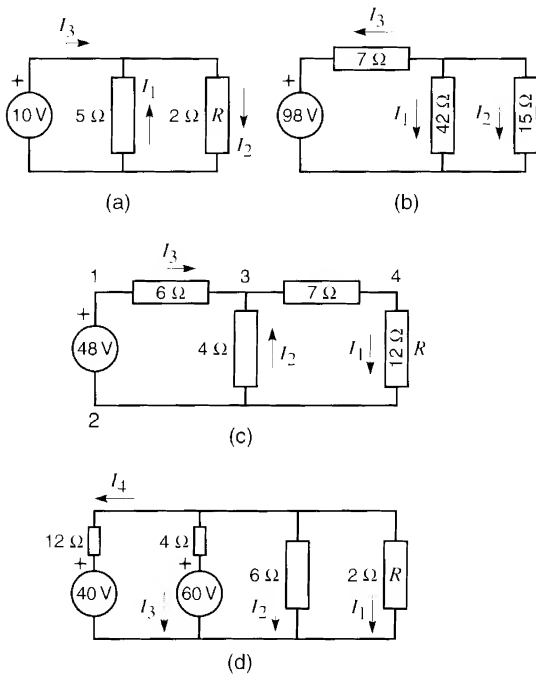 I3 I3
+ + 7 Ω
10 V 5 Ω I1 2 Ω R I2 98 V I1 42 Ω I2 15 Ω
(a) (b)
I3
1 6 Ω 3 7 Ω 4
+
48 V 4 Ω I2 I1 12 Ω R
2
(c)
I4
12 Ω 4 Ω
+ + 6 Ω 2 Ω R
40 V I3 60 V I2 I1
(d)